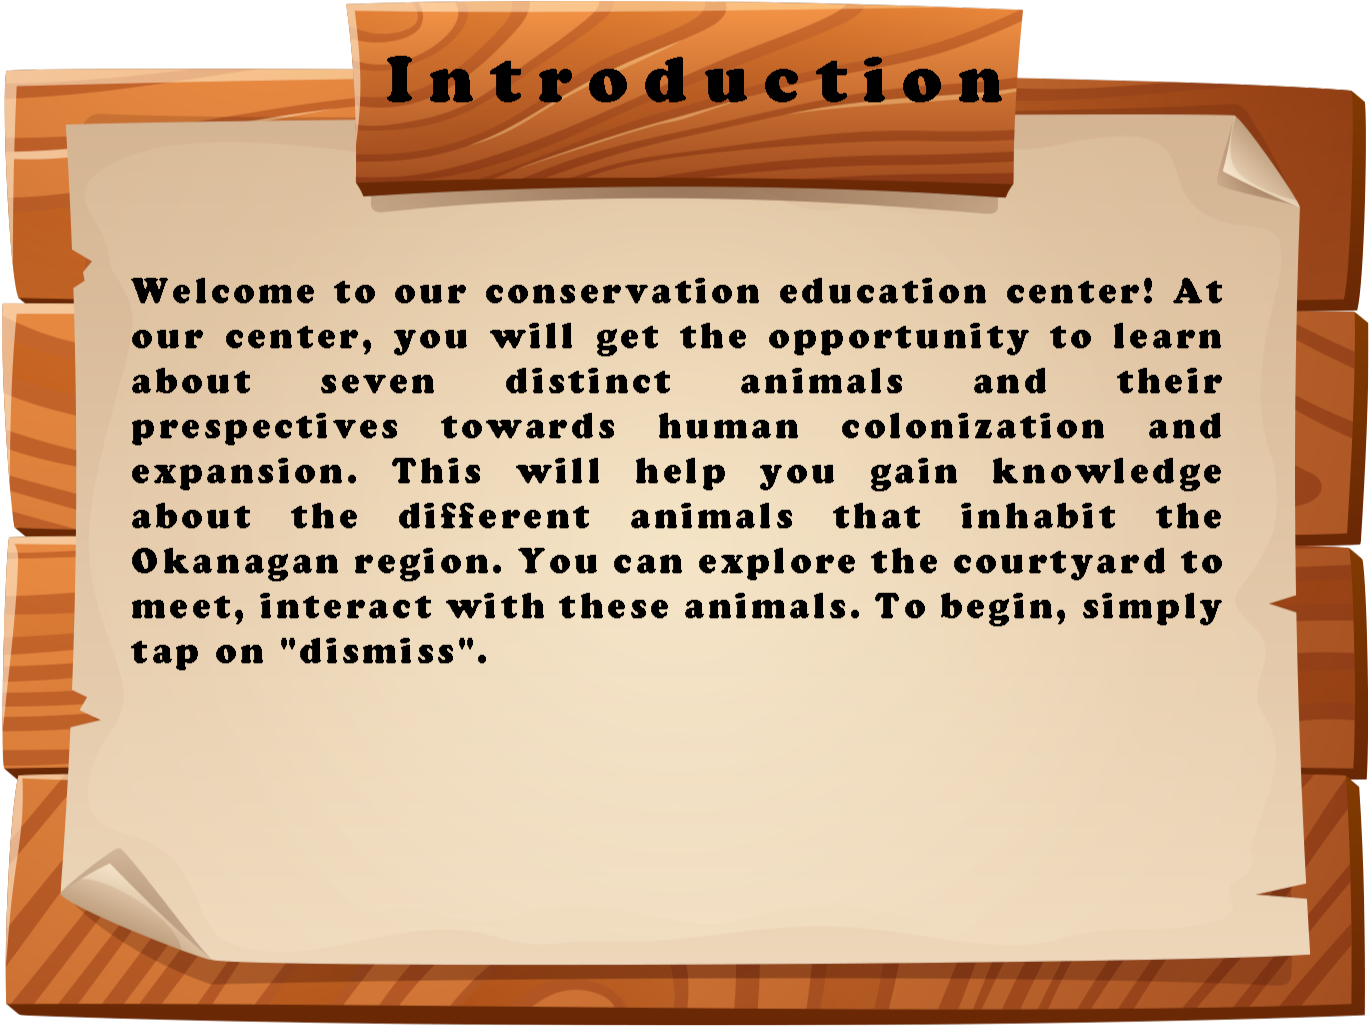 Introduction
Welcome to our conservation education center! At
our center, you will get the opportunity to learn
about seven distinct animals and their
prespectives towards human colonization and
expansion. This will help you gain knowledge
about the different animals that inhabit the
Okanagan region. You can explore the courtyard to
meet, interact with these animals. To begin, simply
tap on "dismiss".